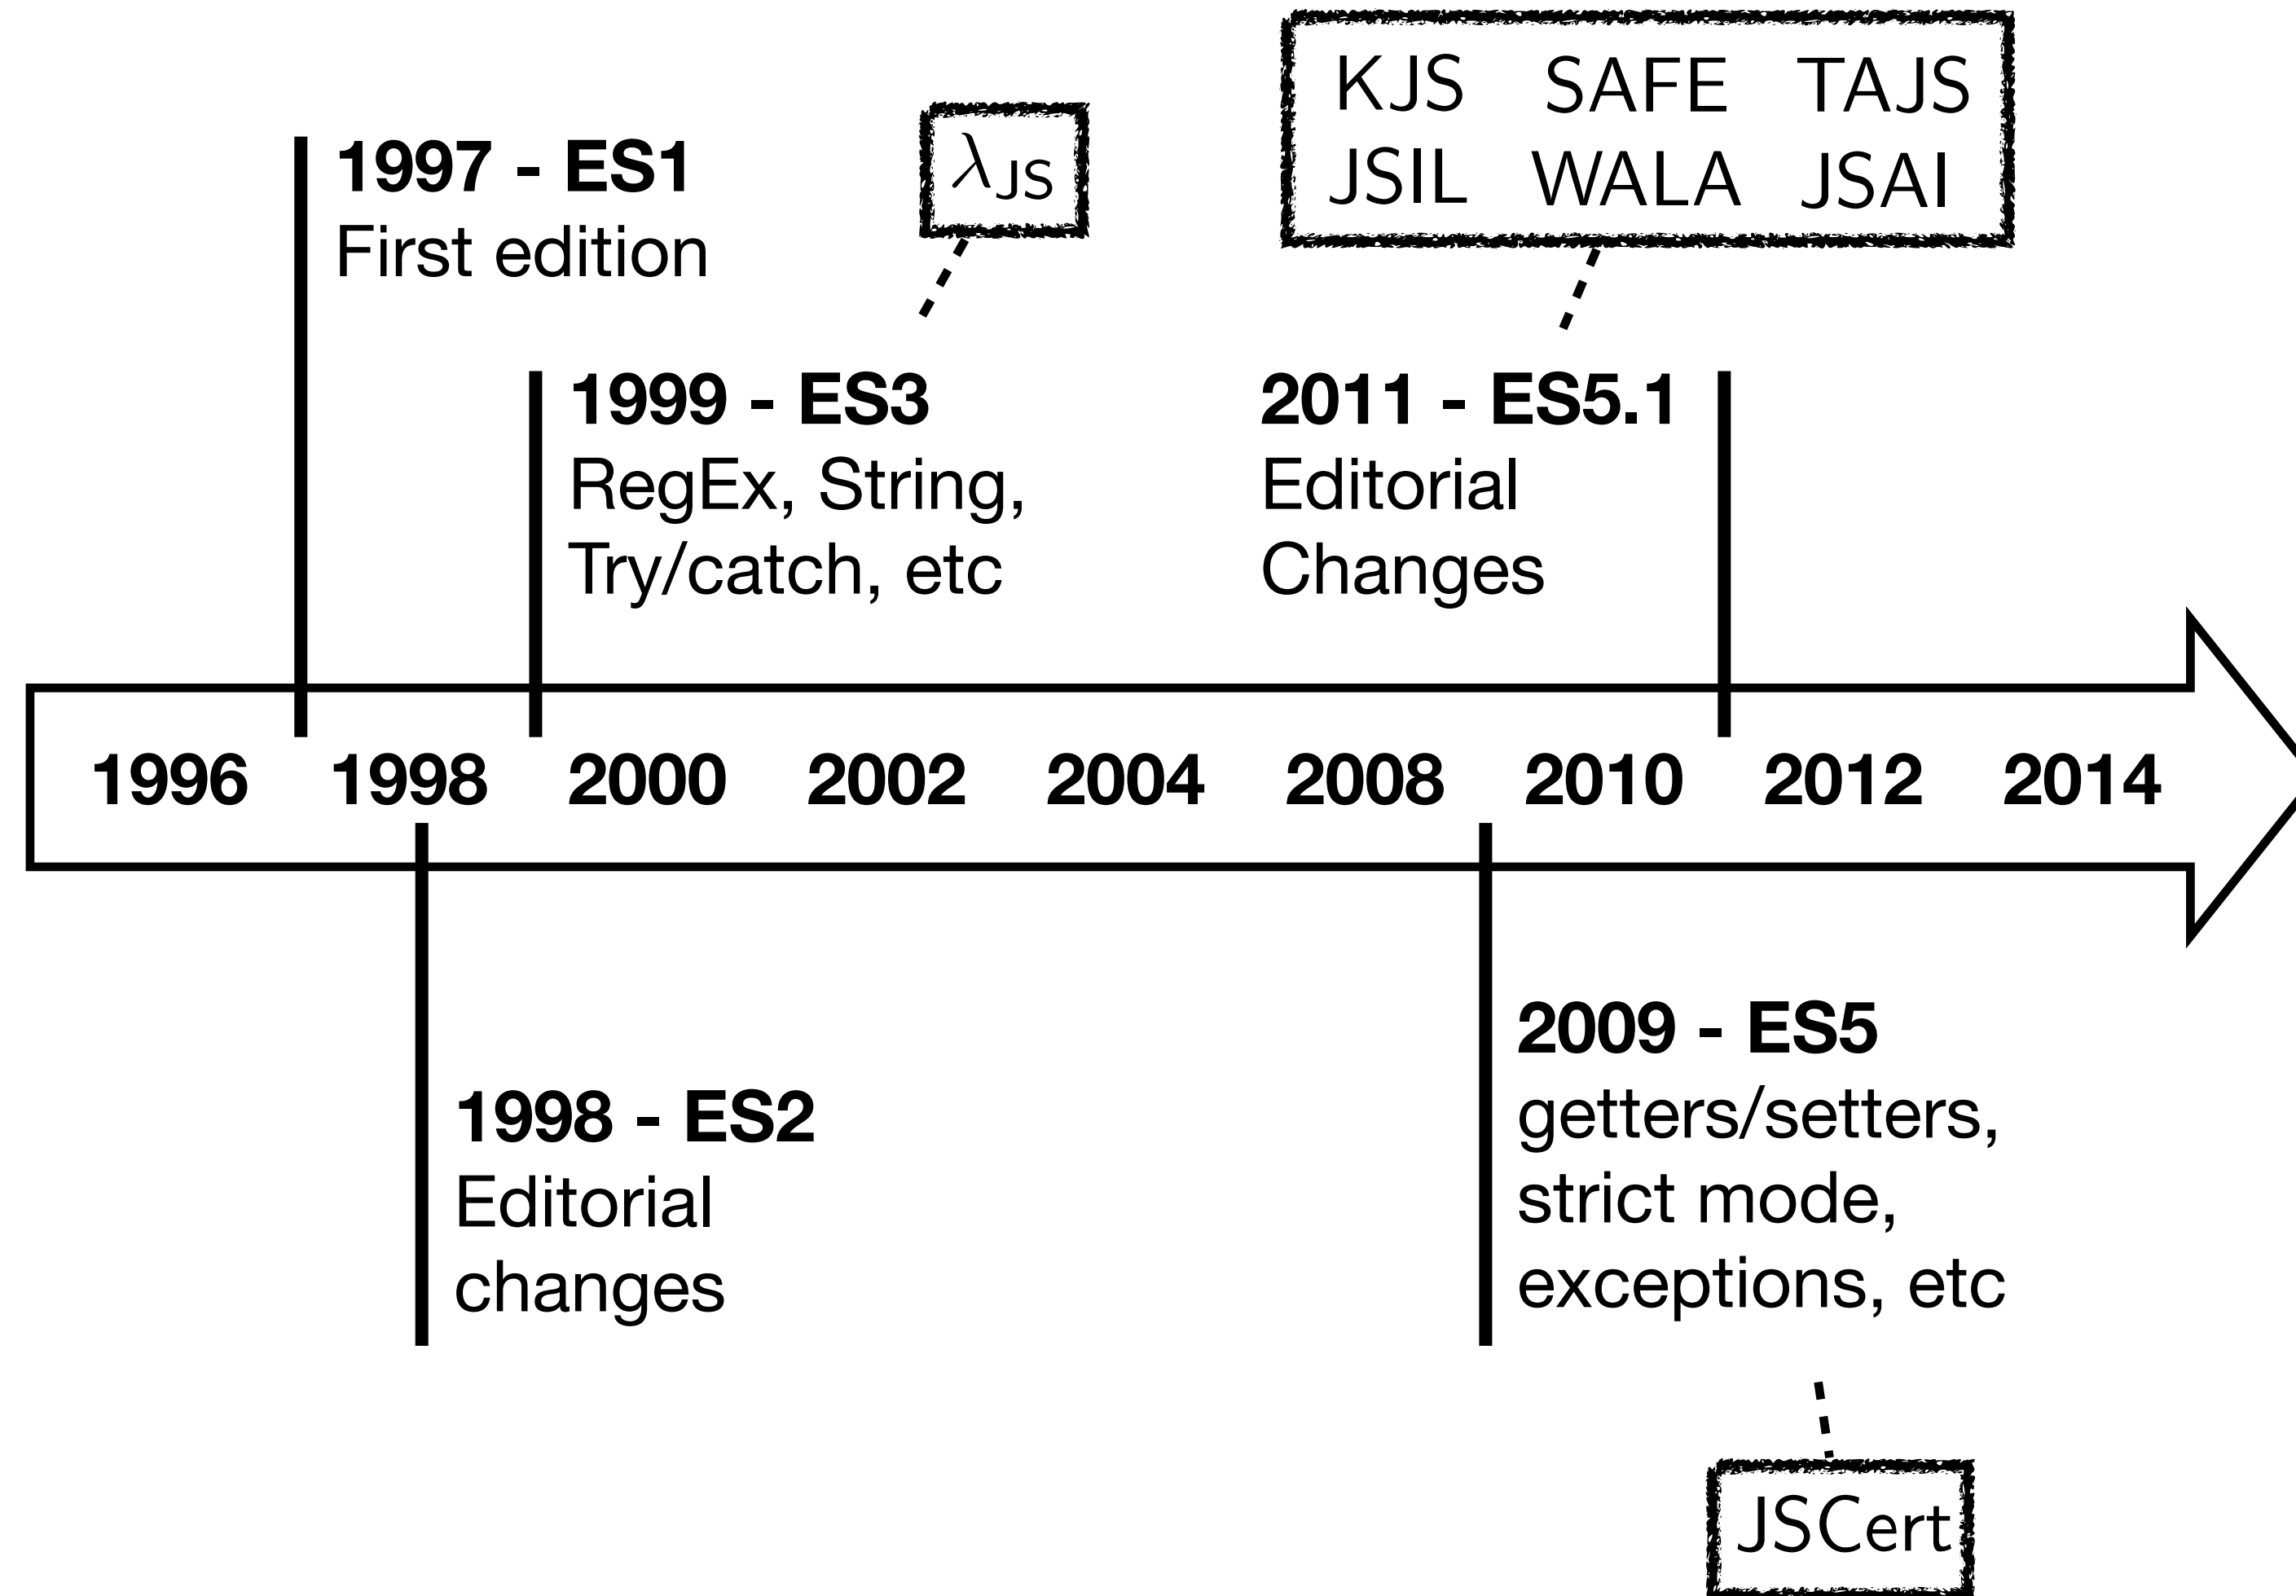 KJS SAFE TAJS
JSIL WALA JSAI
λJS
1997 - ES1
First edition
1999 - ES3
RegEx, String,
Try/catch, etc
2011 - ES5.1
Editorial
Changes
1996 1998 2000 2002 2004 2008 2010 2012 2014
1998 - ES2
Editorial
changes
2009 - ES5
getters/setters,
strict mode,
exceptions, etc
JSCert